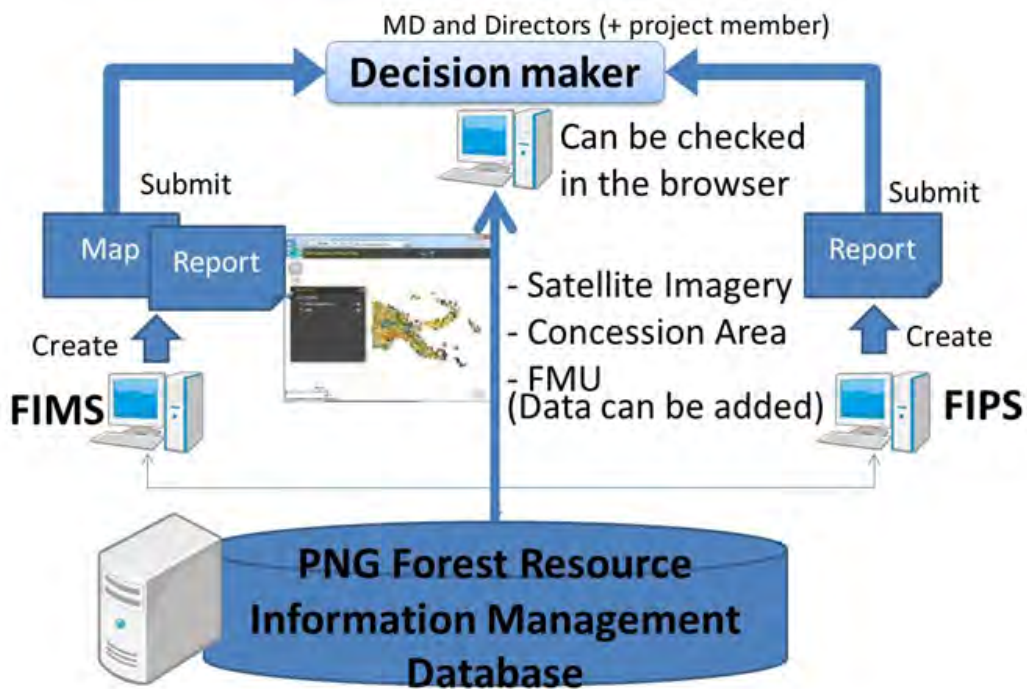 MD and Directors (+ project member)
Decision maker
Can be checked
in the browser
Submit
Submit
Map
Report
Report
- Satellite Imagery
- Concession Area
- FMU
(Data can be added)
Create
Create
FIMS
FIPS
PNG Forest Resource
Information Management
Database